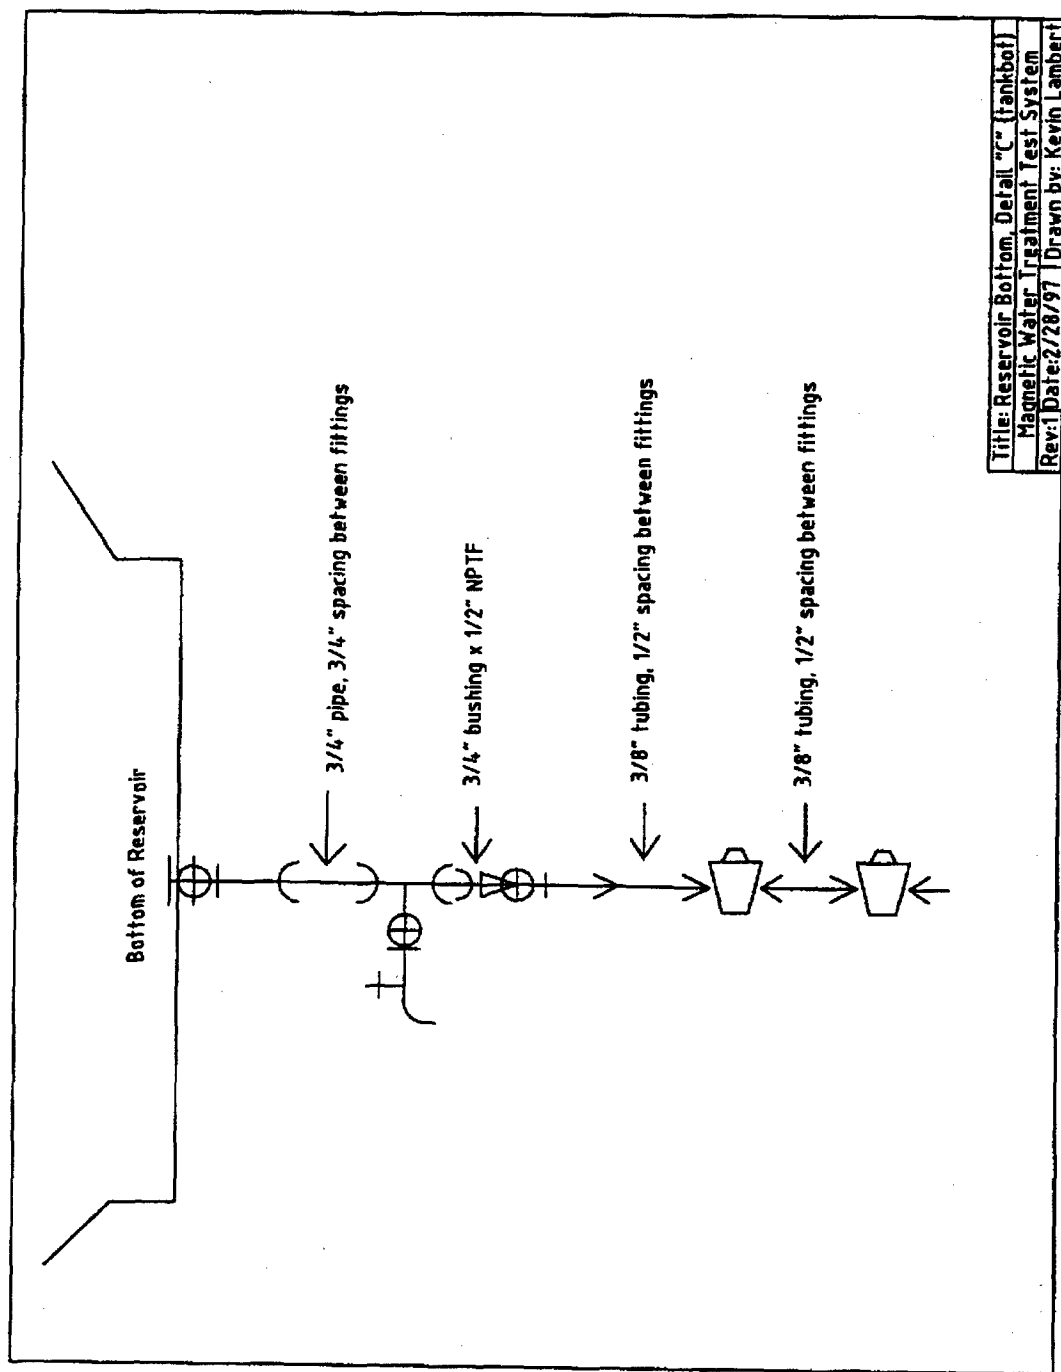 Bottom of Reservoir
3/4" pipe, 3/4" spacing between fittings
3/4" bushing x 1/2" NPTF
3/8" tubing, 1/2" spacing between fittings
3/8" tubing, 1/2" spacing between fittings
Title: Reservoir Bottom, Detail "C" (tankbot)
Magnetic Water Treatment Test System
Rev:1 Date:2/28/97 Drawn by: Kevin Lambert